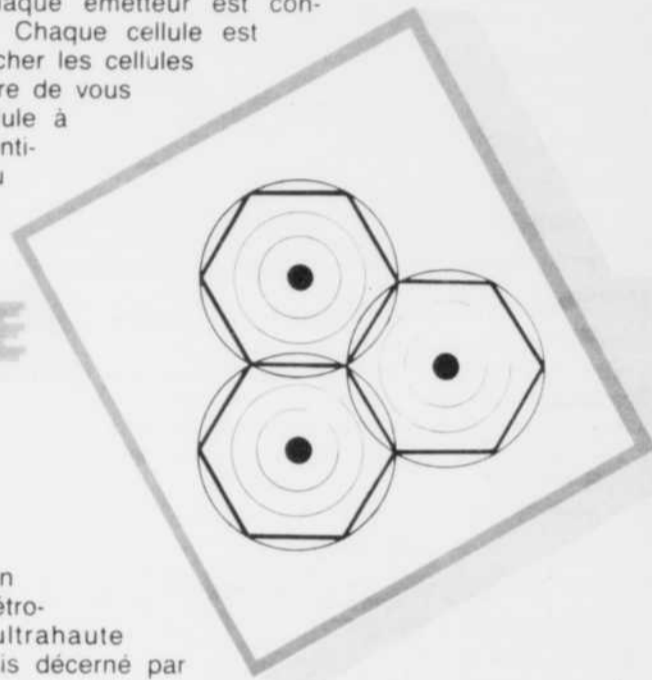 aque émetteur est con-
Chaque cellule est
cher les cellules
re de vous
ule à
nti-
u
E
n
étro-
ultrahaute
is décerné par